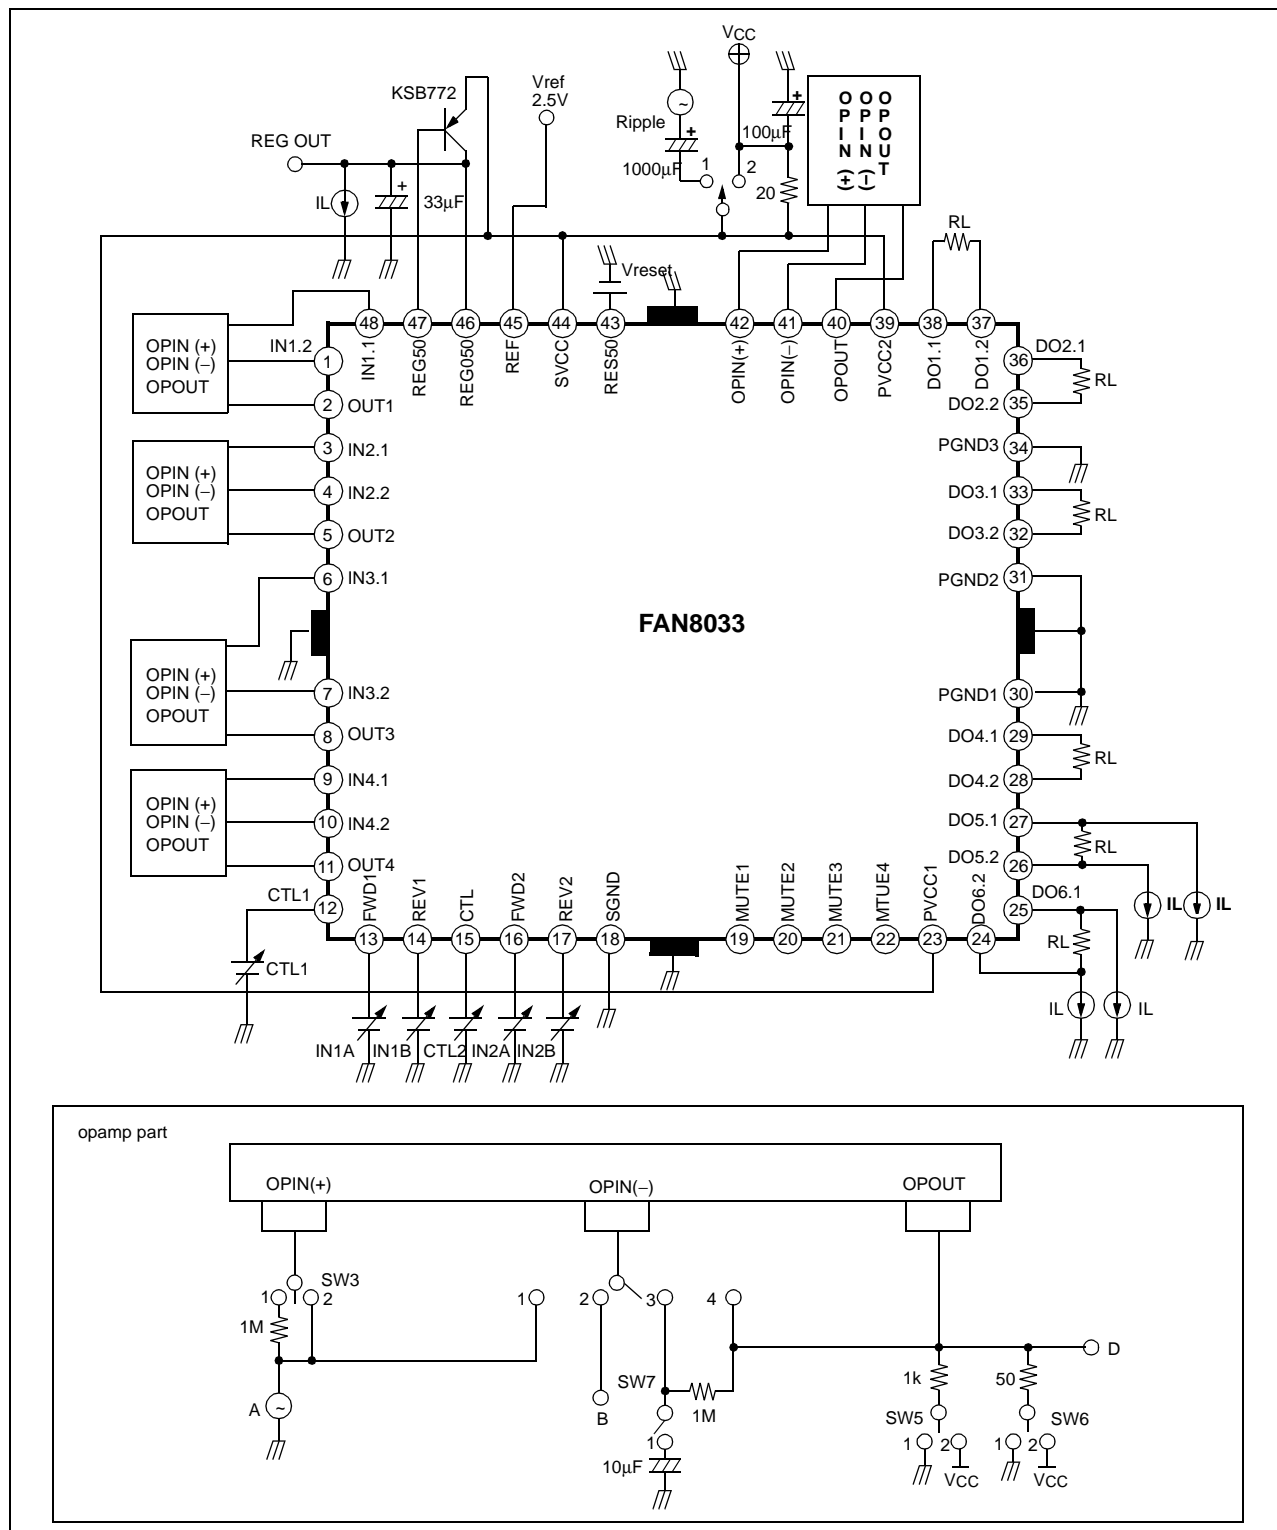 VCC
KSB772
Vref
2.5V
Ripple
~
+
100µF
+
1000µF
1
2
20
OPIN (+)
OPIN (−)
OPOUT
REG OUT
IL
+
33µF
RL
Vreset
48 47 46 45 44 43 42 41 40 39 38 37
IN1.1 REG50 REG050 REF SVCC RES50 OPIN(+) OPIN(−) OPOUT PVCC2 DO1.1 DO1.2
OPIN (+)
OPIN (−)
OPOUT
IN1.2
1
2 OUT1
OPIN (+)
OPIN (−)
OPOUT
3 IN2.1
4 IN2.2
5 OUT2
6 IN3.1
OPIN (+)
OPIN (−)
OPOUT
7 IN3.2
8 OUT3
OPIN (+)
OPIN (−)
OPOUT
9 IN4.1
10 IN4.2
11 OUT4
CTL1
12
CTL1
FAN8033
36 DO2.1
RL
DO2.2 35
PGND3 34
DO3.1 33
RL
DO3.2 32
PGND2 31
PGND1 30
DO4.1 29
RL
DO4.2 28
DO5.1 27
RL
DO5.2 26
IL IL
DO6.1
25
RL
IL IL
FWD1 REV1 CTL FWD2 REV2 SGND MUTE1 MUTE2 MUTE3 MTUE4 PVCC1 DO6.2
13 14 15 16 17 18 19 20 21 22 23 24
IN1A IN1B CTL2 IN2A IN2B
opamp part
OPIN(+) OPIN(−) OPOUT
SW3
1 2
1M
A ~
1 2 3 4
B
SW7
1M
1
10µF
D
1k 50
SW5 SW6
1 2 1 2
VCC VCC